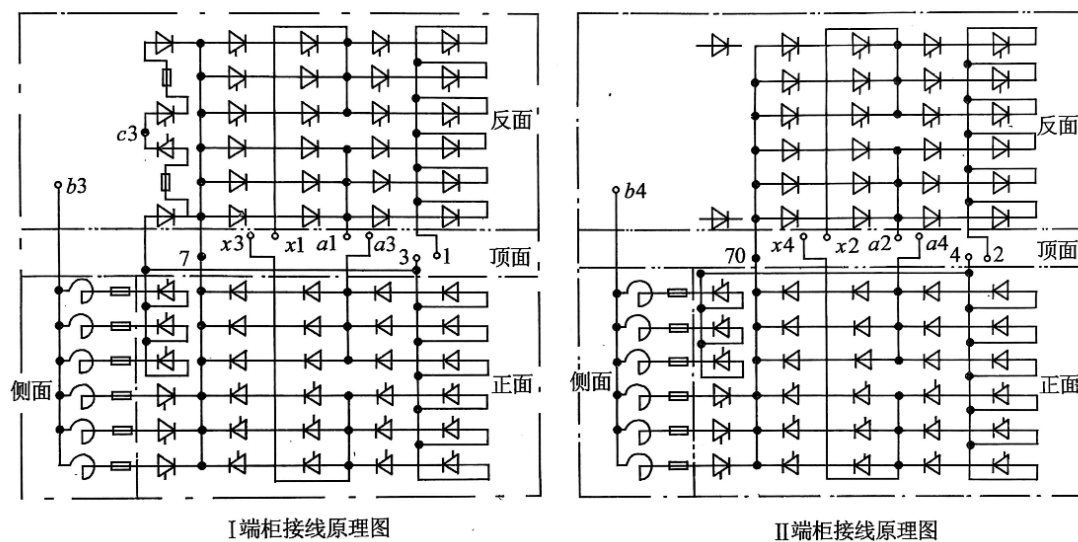 反面
c3
b3
x3 x1 a1 a3
3 1
7
顶面
侧面
正面
Ⅰ端柜接线原理图
反面
b4
x4 x2 a2 a4
4 2
70
顶面
侧面
正面
Ⅱ端柜接线原理图